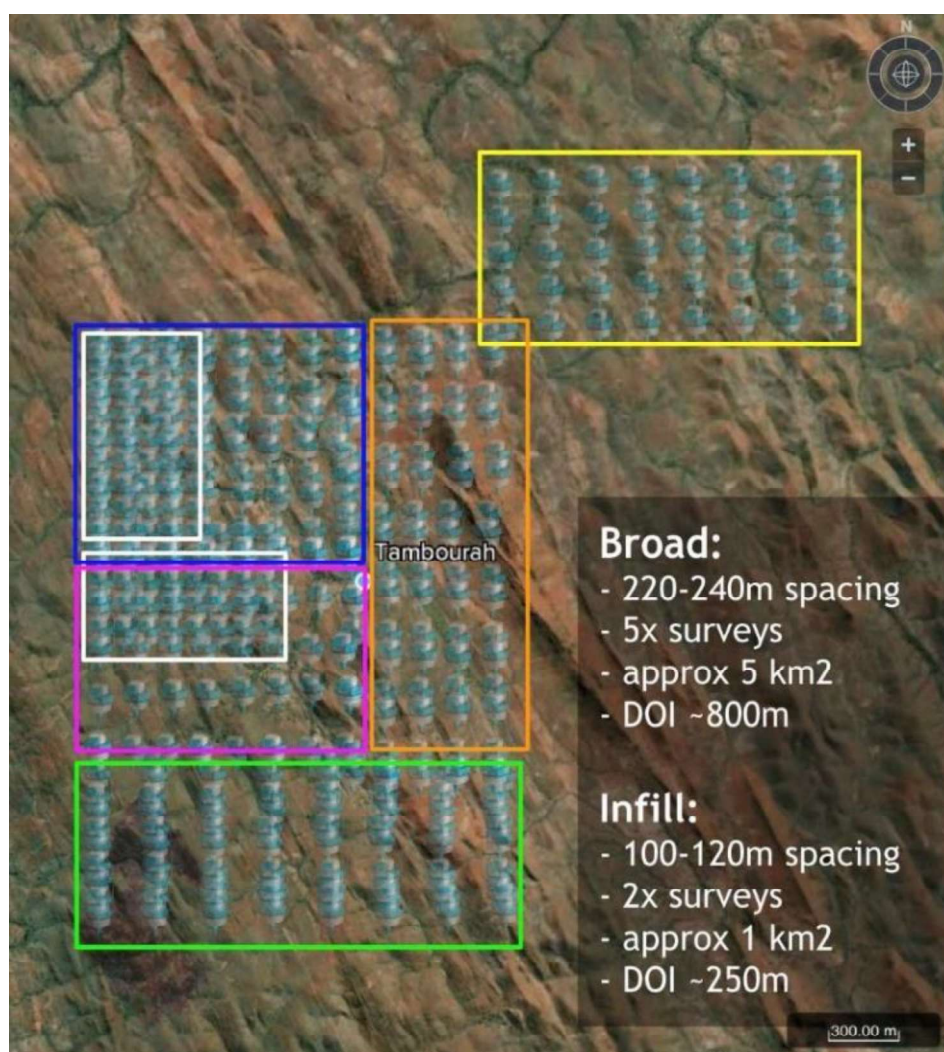 N
+
−
Tambourah
Broad:
- 220-240m spacing
- 5x surveys
- approx 5 km2
- DOI ~800m
Infill:
- 100-120m spacing
- 2x surveys
- approx 1 km2
- DOI ~250m
300.00 m